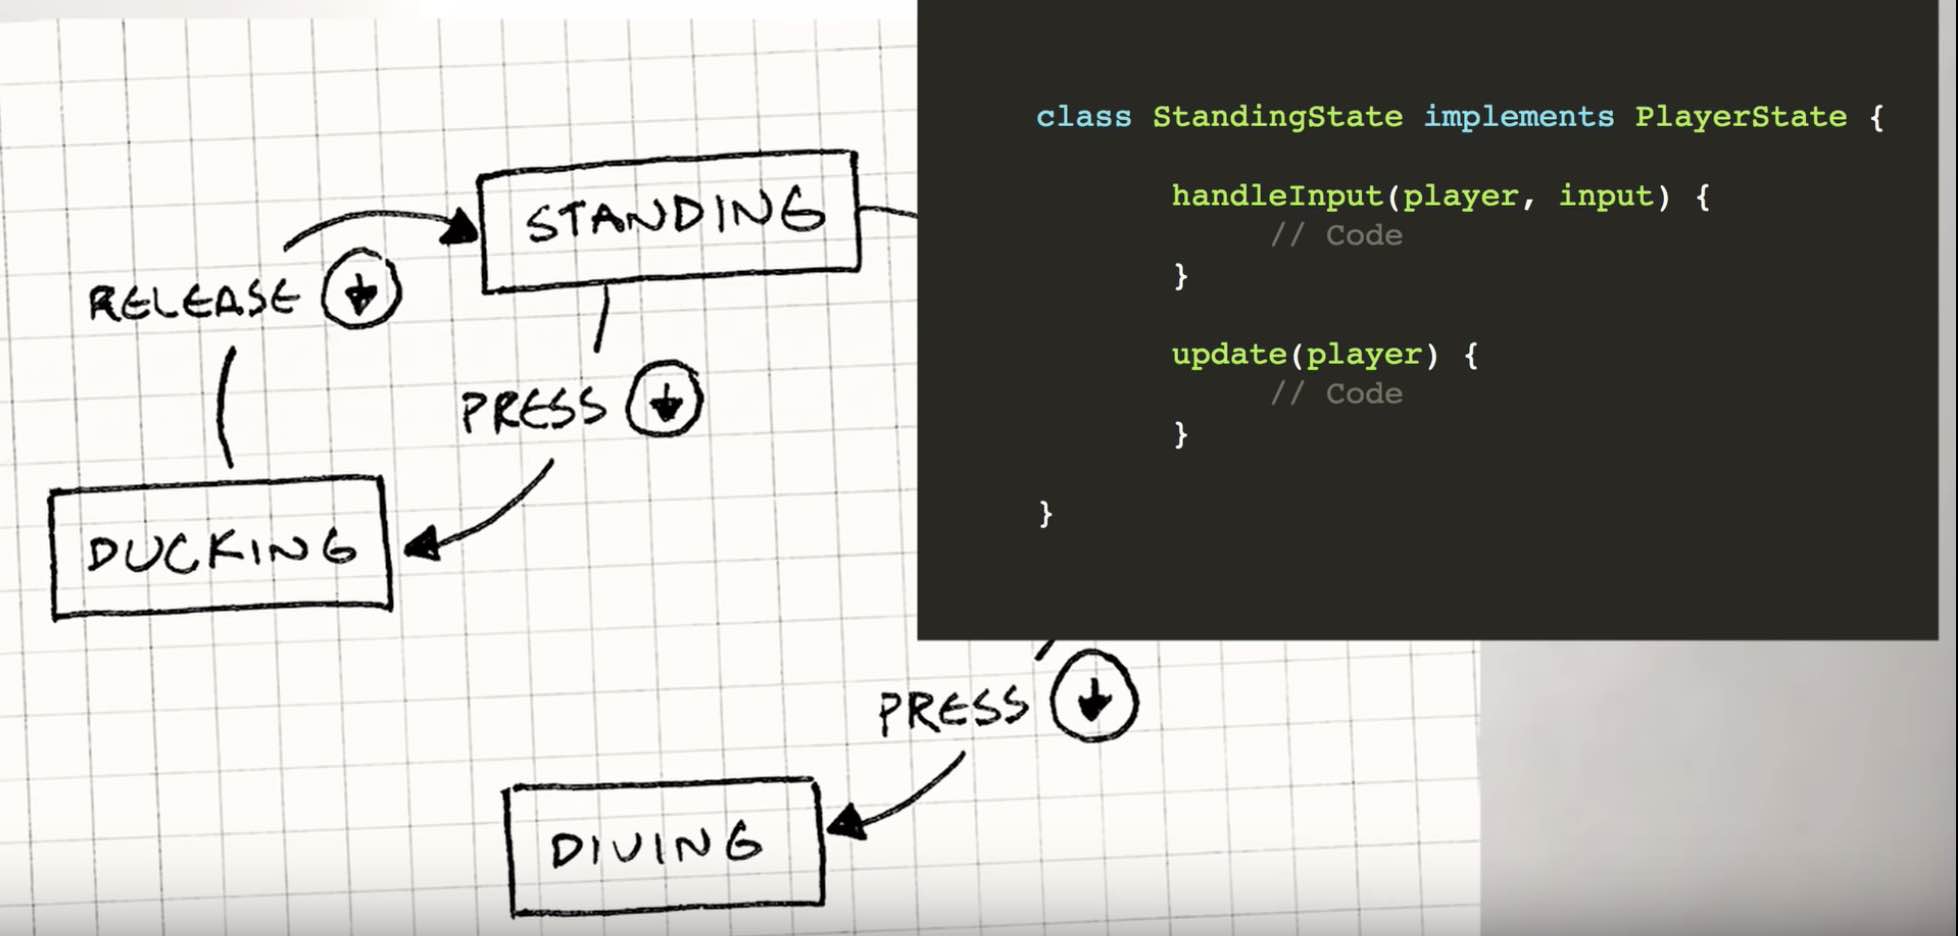 STANDING
RELEASE ↓
PRESS ↓
DUCKING
PRESS ↓
DIVING
class StandingState implements PlayerState {
handleInput(player, input) {
// Code
}
update(player) {
// Code
}
}